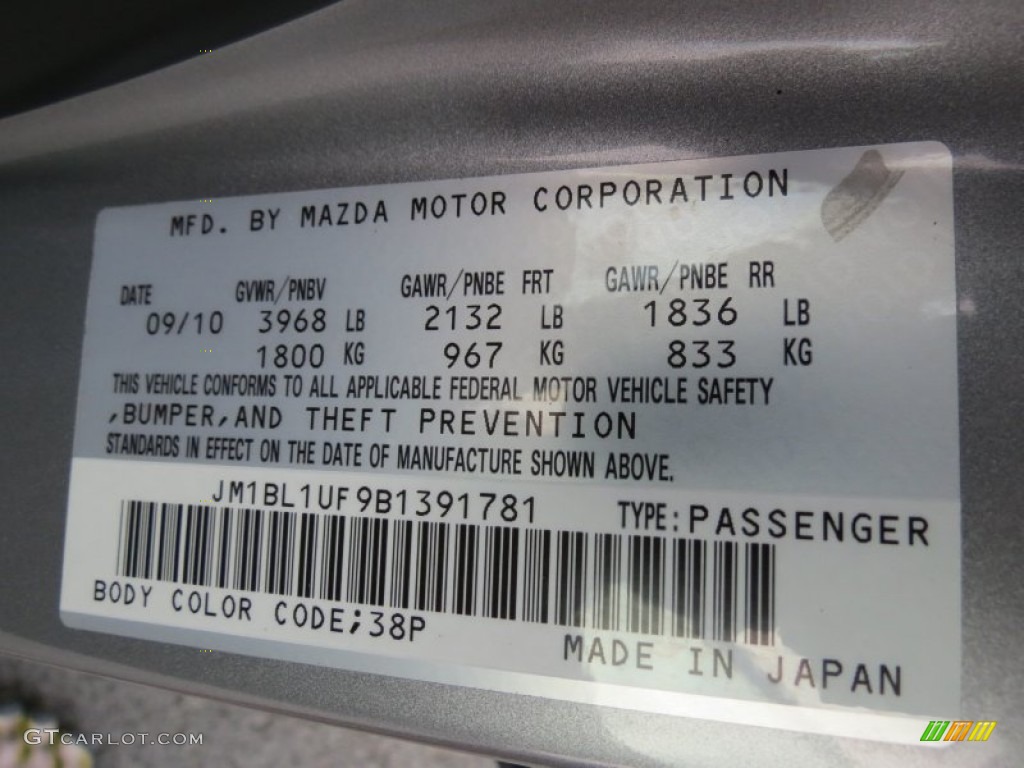 MFD. BY MAZDA MOTOR CORPORATION
DATE GVWR/PNBV GAWR/PNBE FRT GAWR/PNBE RR
09/10 3968 LB 2132 LB 1836 LB
1800 KG 967 KG 833 KG
THIS VEHICLE CONFORMS TO ALL APPLICABLE FEDERAL MOTOR VEHICLE SAFETY
,BUMPER,AND THEFT PREVENTION
STANDARDS IN EFFECT ON THE DATE OF MANUFACTURE SHOWN ABOVE.
JM1BL1UF9B1391781 TYPE:PASSENGER
BODY COLOR CODE;38P
MADE IN JAPAN
GTCARLOT.COM